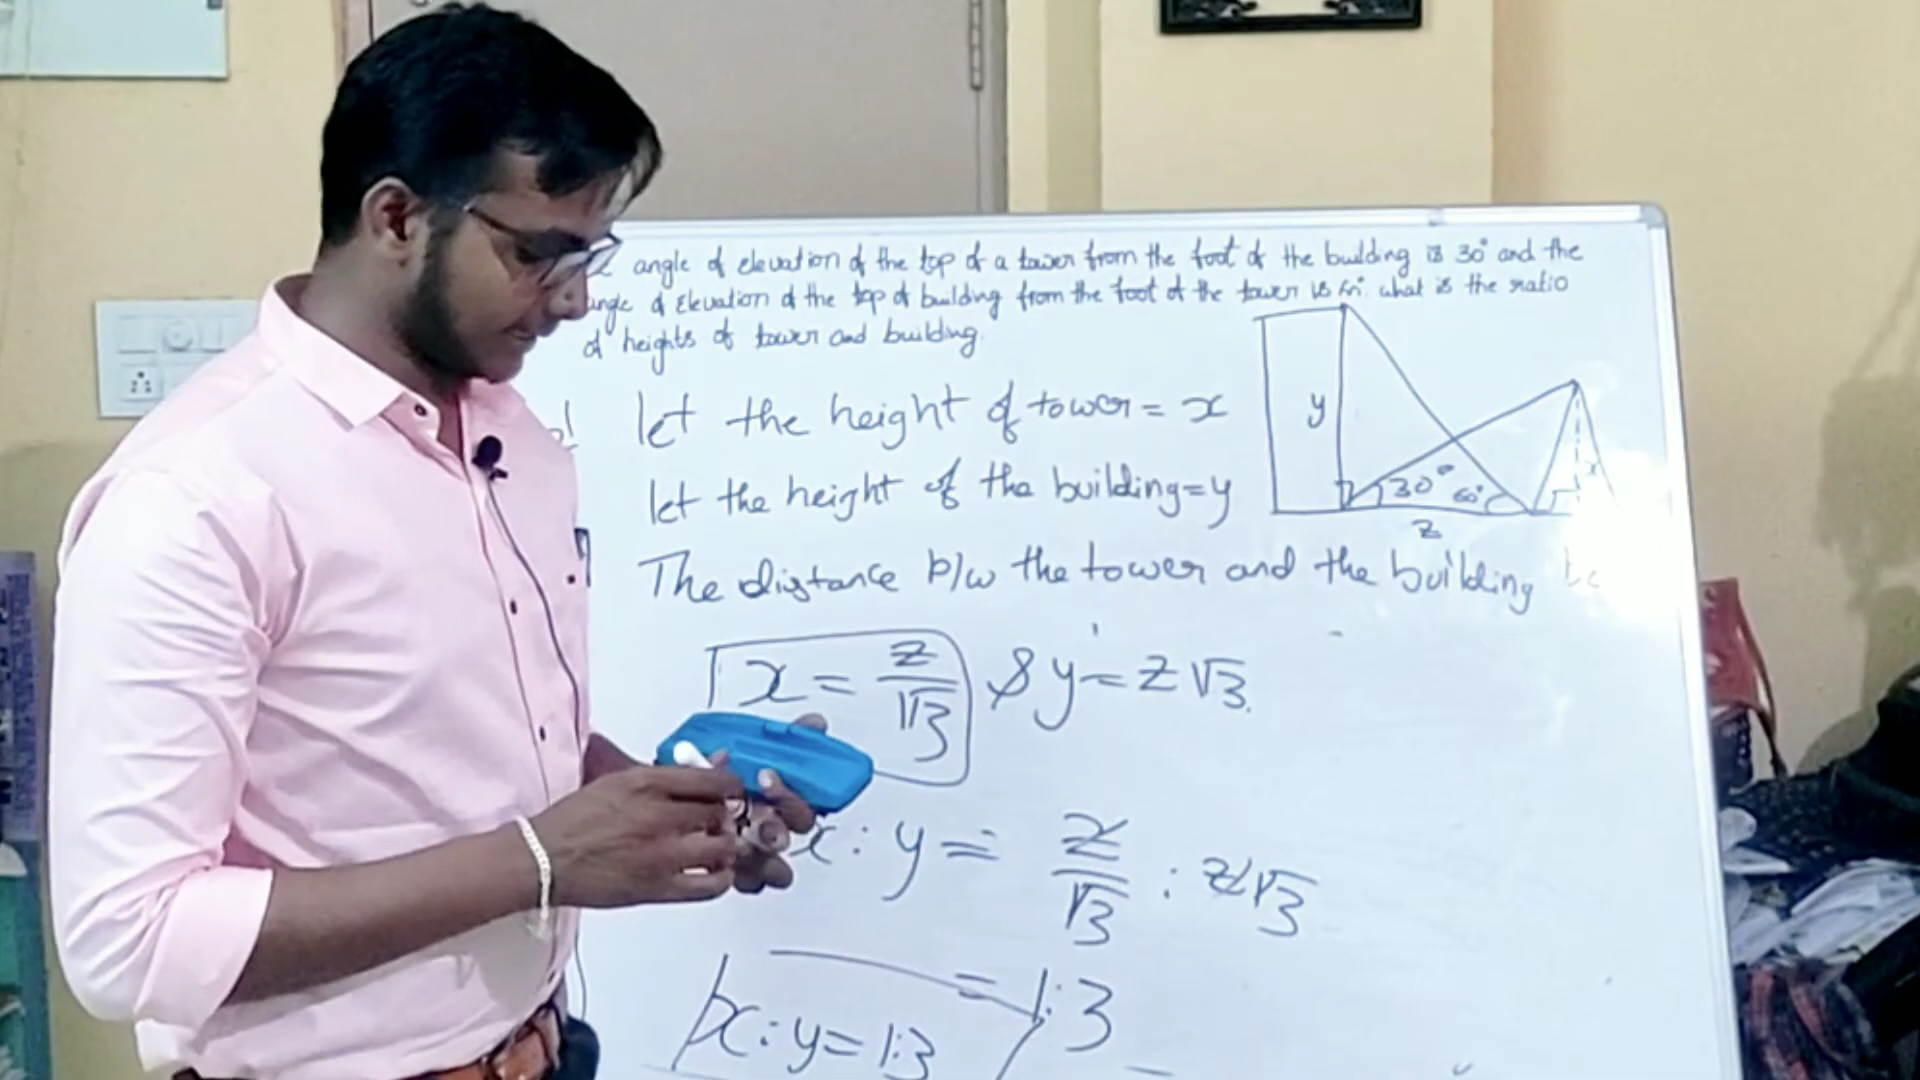 angle of elevation of the top of a tower from the foot of the building is 30° and the
angle of Elevation of the top of building from the foot of the tower is 60° what is the ratio
of heights of tower and building.
let the height of tower = x
let the height of the building = y
The distance b/w the tower and the building be
x = z/√3 & y = z√3.
x : y = z/√3 : z√3
= 1:3
x : y = 1:3
y
30° 60°
x
z